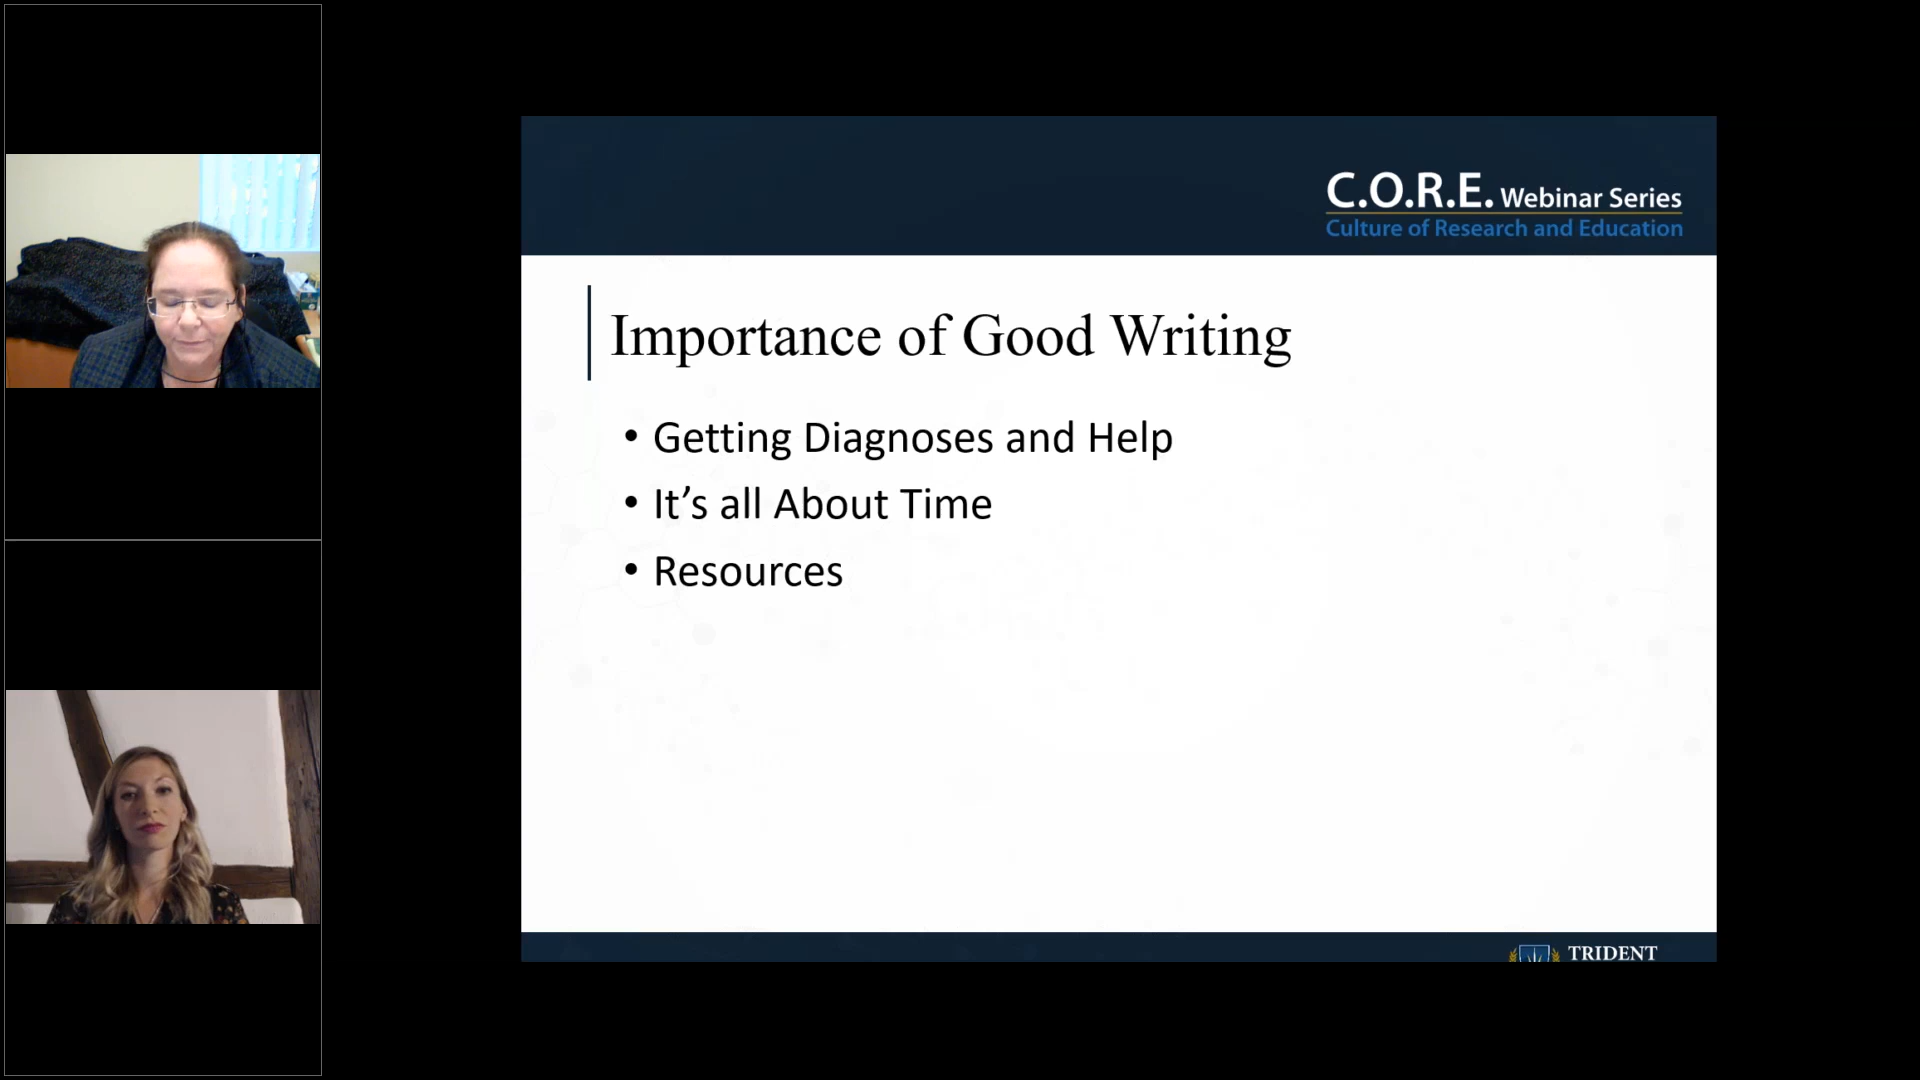 C.O.R.E. Webinar Series
Culture of Research and Education
Importance of Good Writing
• Getting Diagnoses and Help
• It’s all About Time
• Resources
TRIDENT